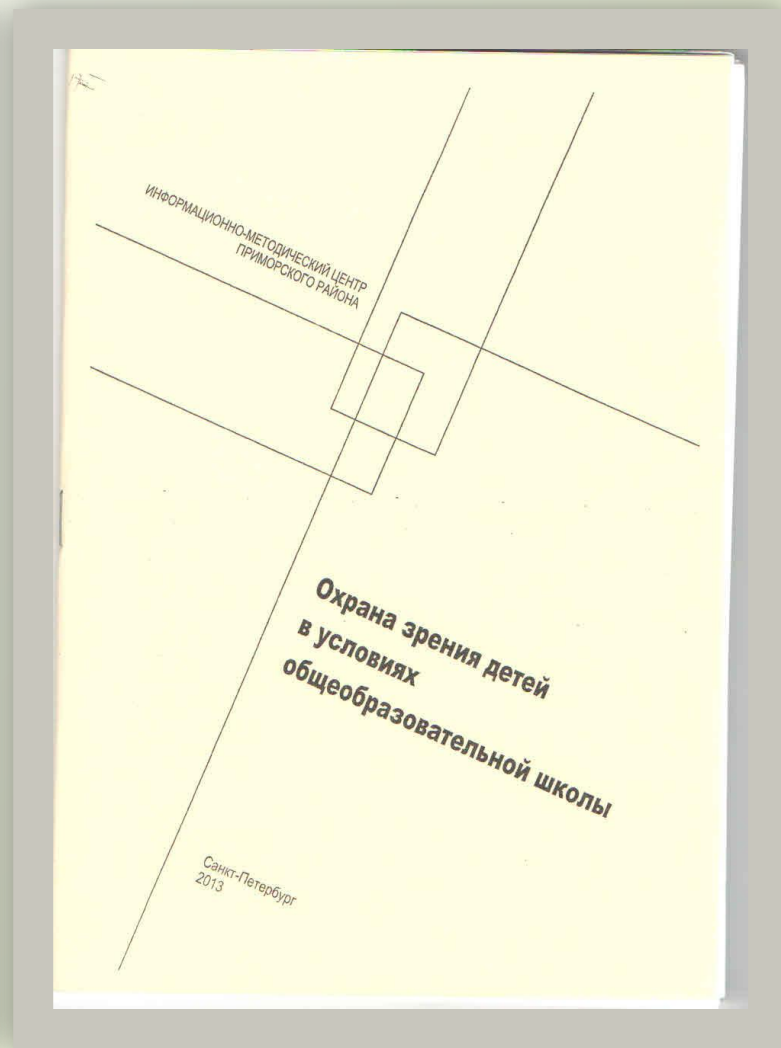 ИНФОРМАЦИОННО-МЕТОДИЧЕСКИЙ ЦЕНТР
ПРИМОРСКОГО РАЙОНА
Охрана зрения детей
в условиях
общеобразовательной школы
Санкт-Петербург
2013